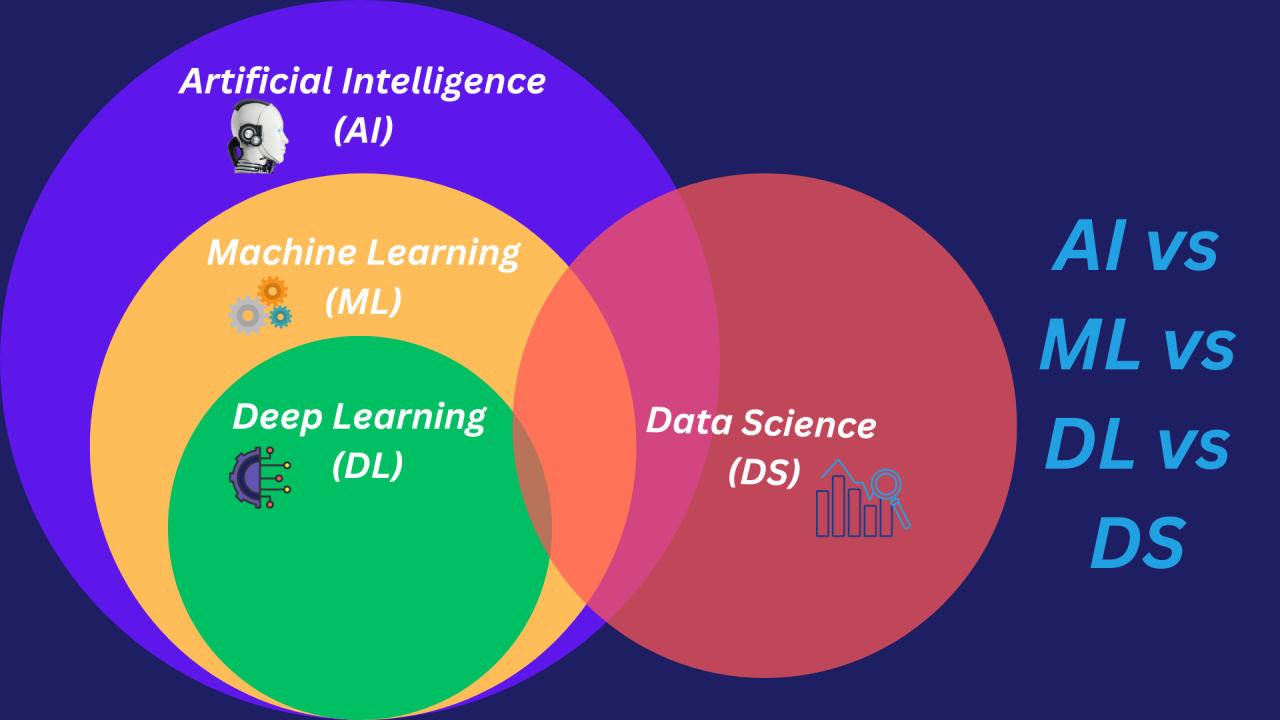 Artificial Intelligence
(AI)
Machine Learning
(ML)
Deep Learning
(DL)
Data Science
(DS)
AI vs
ML vs
DL vs
DS